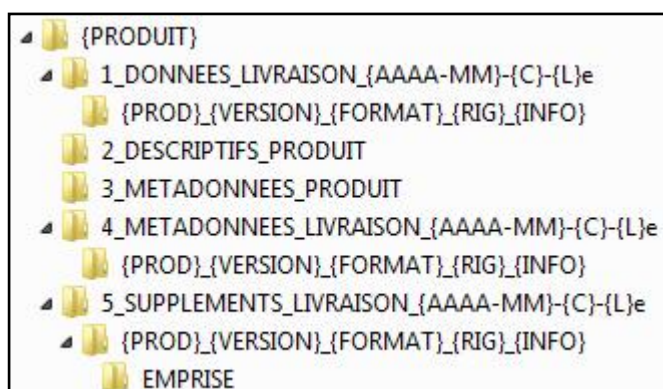 {PRODUIT}
1_DONNEES_LIVRAISON_{AAAA-MM}-{C}-{L}e
{PROD}_{VERSION}_{FORMAT}_{RIG}_{INFO}
2_DESCRIPTIFS_PRODUIT
3_METADONNEES_PRODUIT
4_METADONNEES_LIVRAISON_{AAAA-MM}-{C}-{L}e
{PROD}_{VERSION}_{FORMAT}_{RIG}_{INFO}
5_SUPPLEMENTS_LIVRAISON_{AAAA-MM}-{C}-{L}e
{PROD}_{VERSION}_{FORMAT}_{RIG}_{INFO}
EMPRISE